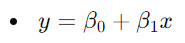 • y = β₀ + β₁x